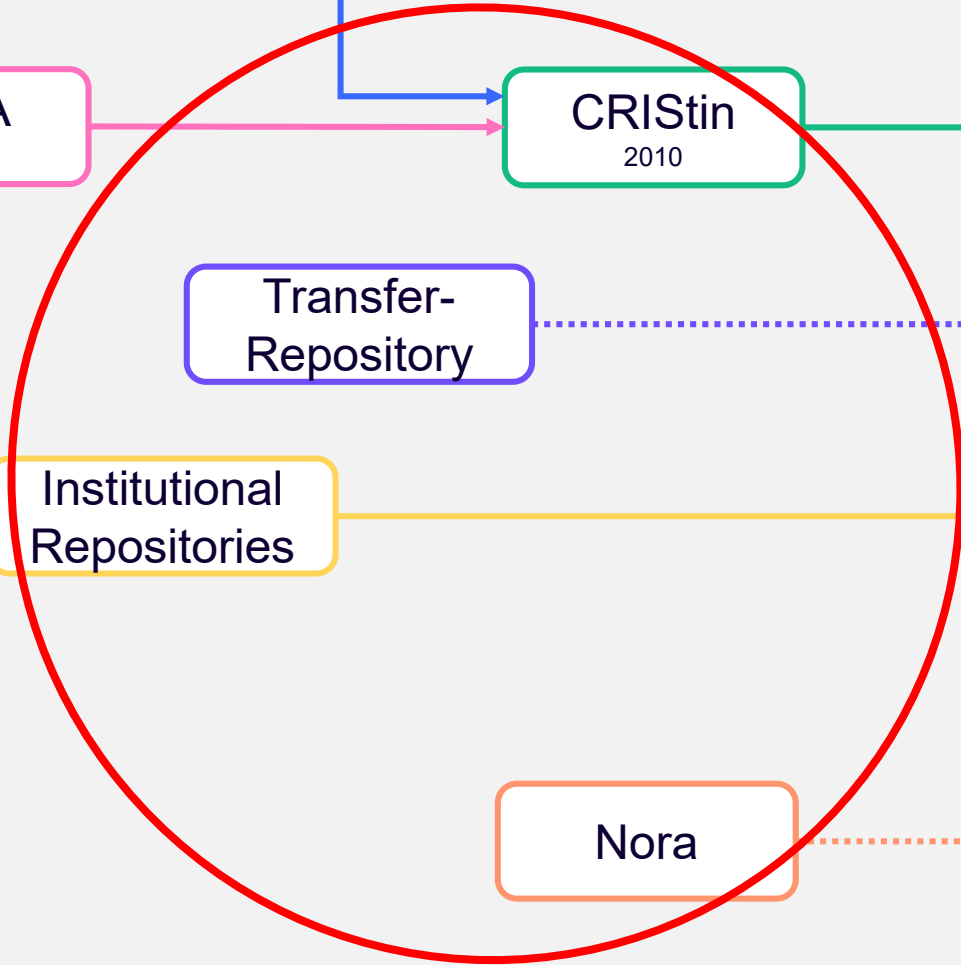 A
CRIStin
2010
Transfer-
Repository
Institutional
Repositories
Nora